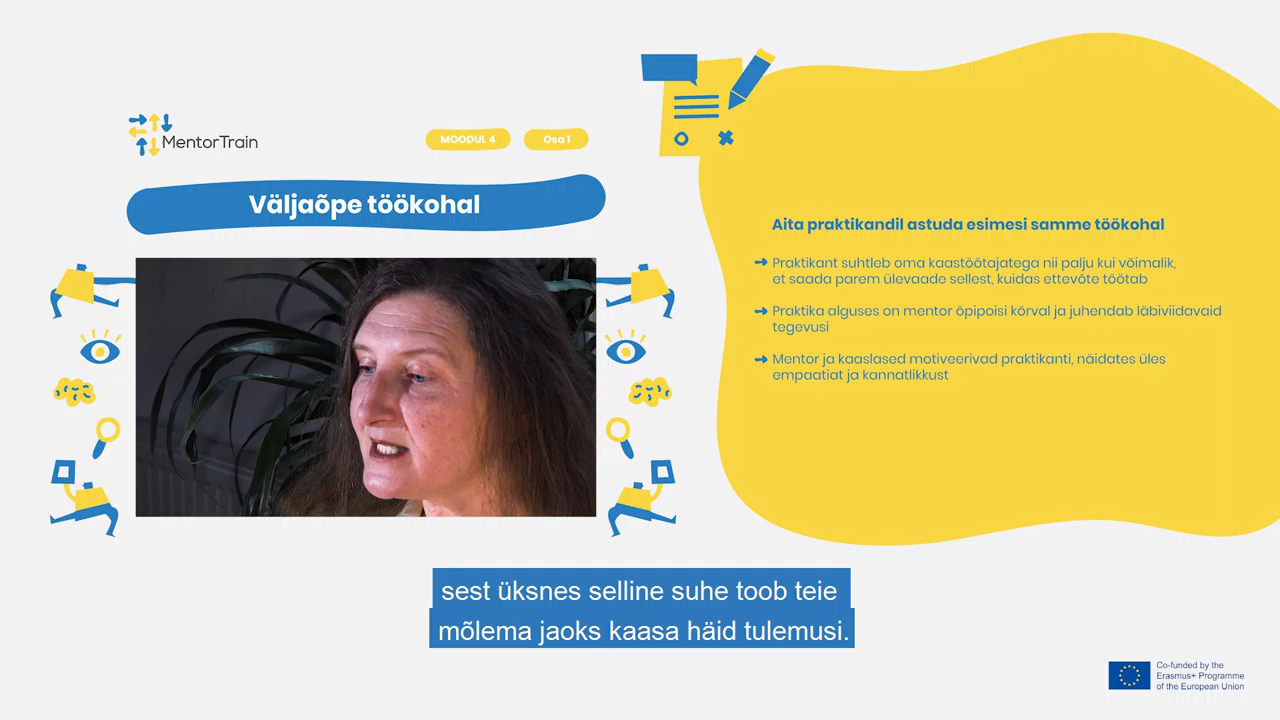 MentorTrain
MOODUL 4
Osa 1
Väljaõpe töökohal
Aita praktikandil astuda esimesi samme töökohal
Praktikant suhtleb oma kaastöötajatega nii palju kui võimalik,
et saada parem ülevaade sellest, kuidas ettevõte töötab
Praktika alguses on mentor õpipoisi kõrval ja juhendab läbiviidavaid
tegevusi
Mentor ja kaaslased motiveerivad praktikanti, näidates üles
empaatiat ja kannatlikkust
sest üksnes selline suhe toob teie
mõlema jaoks kaasa häid tulemusi.
Co-funded by the
Erasmus+ Programme
of the European Union